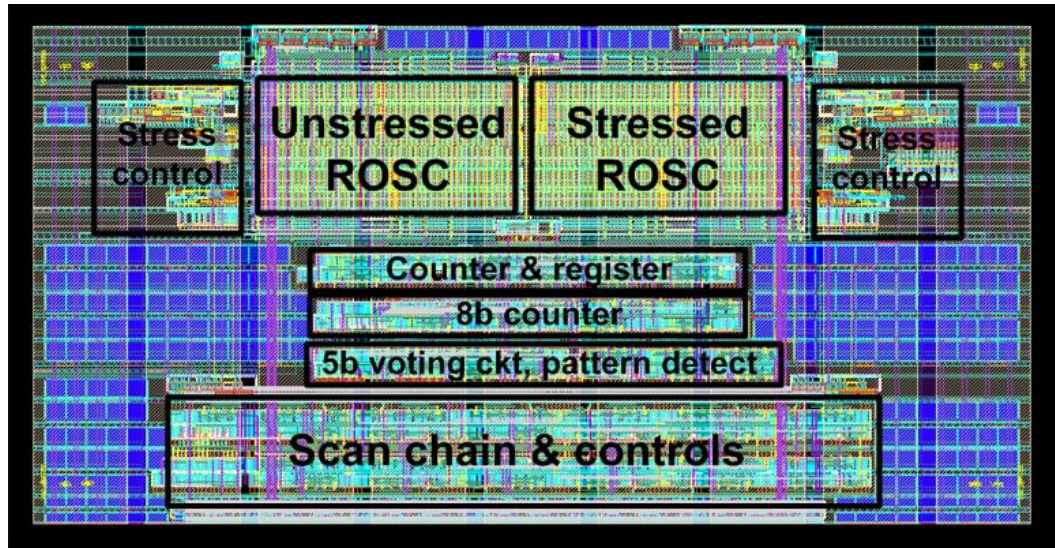 Stress
control
Unstressed
ROSC
Stressed
ROSC
Stress
control
Counter & register
8b counter
5b voting ckt, pattern detect
Scan chain & controls